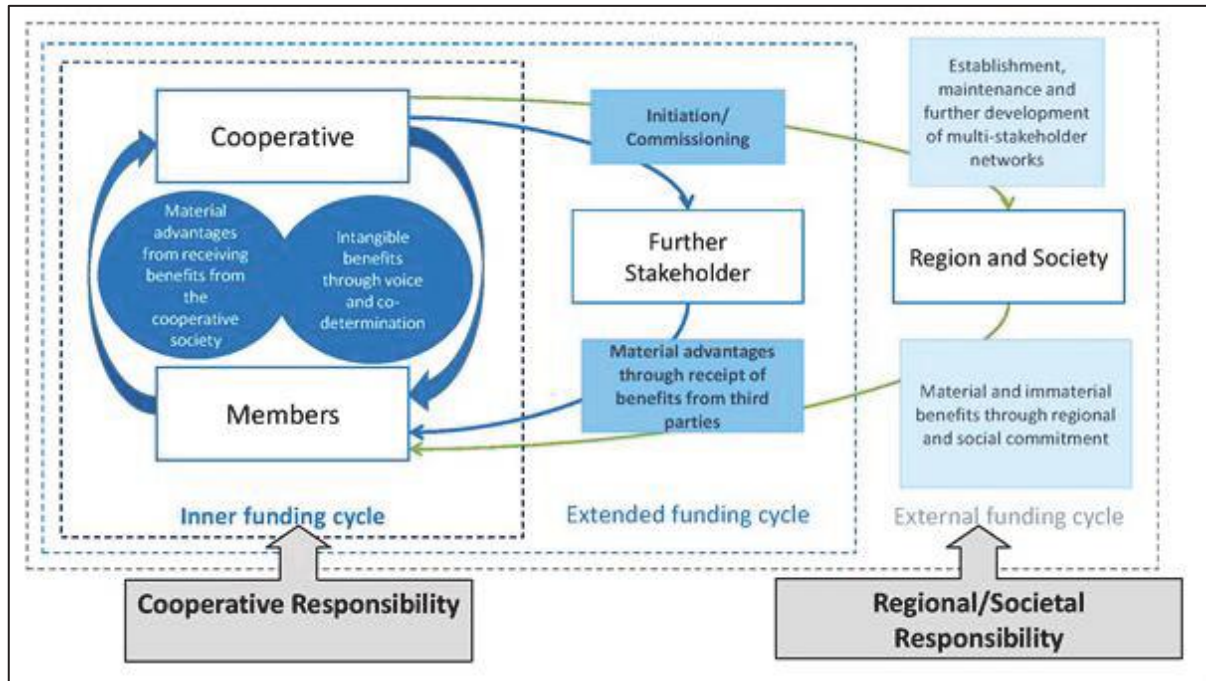 Cooperative
Material
advantages
from receiving
benefits from
the
cooperative
society
Intangible
benefits
through voice
and co-
determination
Members
Inner funding cycle
Initiation/
Commissioning
Further
Stakeholder
Material advantages
through receipt of
benefits from third
parties
Extended funding cycle
Establishment,
maintenance and
further development
of multi-stakeholder
networks
Region and Society
Material and immaterial
benefits through regional
and social commitment
External funding cycle
Cooperative Responsibility
Regional/Societal
Responsibility